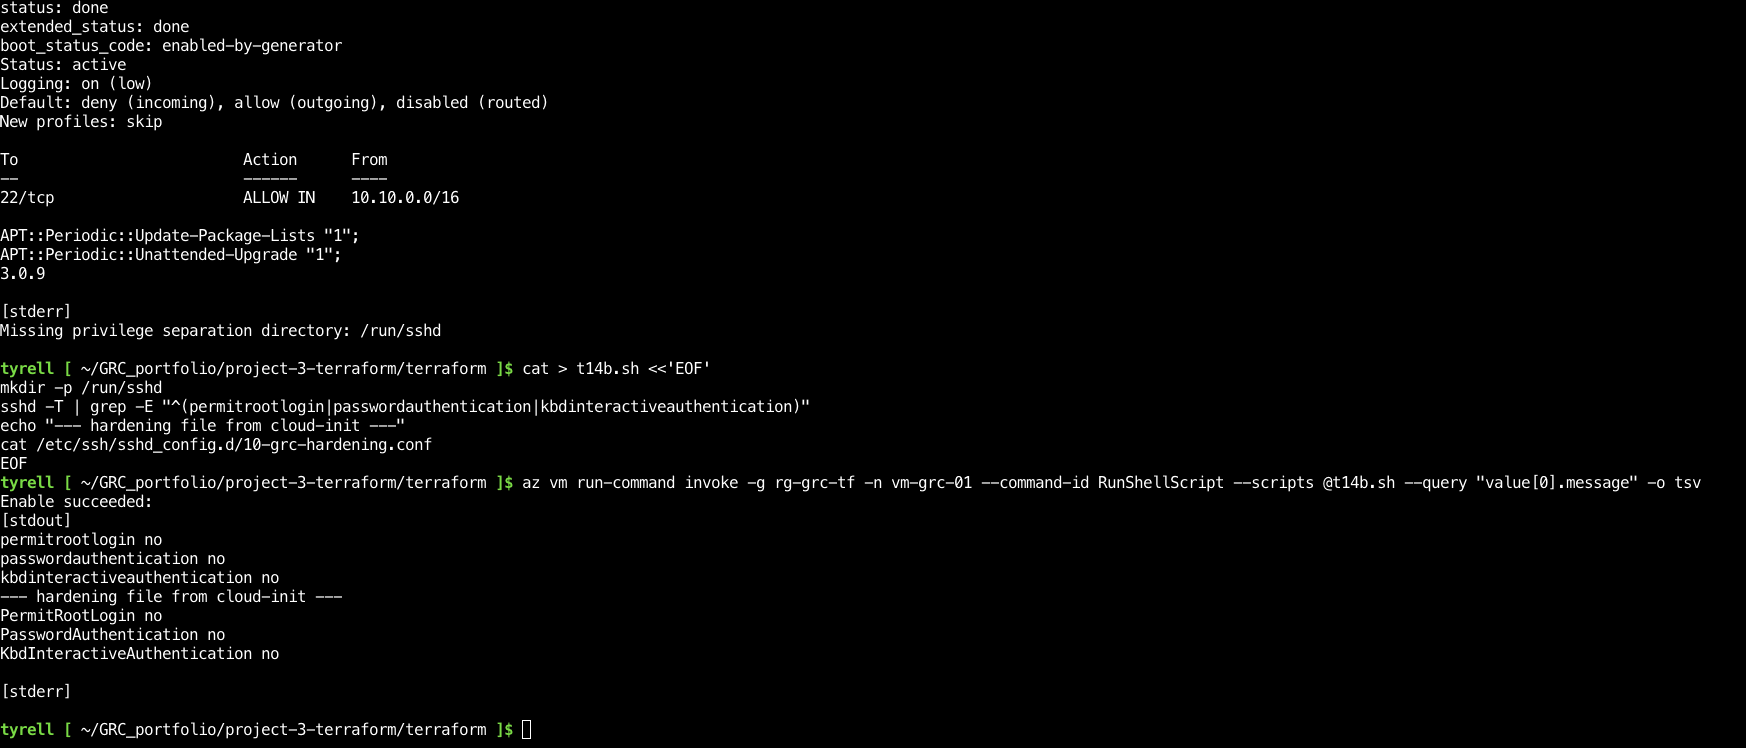 status: done
extended_status: done
boot_status_code: enabled-by-generator
Status: active
Logging: on (low)
Default: deny (incoming), allow (outgoing), disabled (routed)
New profiles: skip
To                         Action      From
--                         ------      ----
22/tcp                     ALLOW IN    10.10.0.0/16
APT::Periodic::Update-Package-Lists "1";
APT::Periodic::Unattended-Upgrade "1";
3.0.9
[stderr]
Missing privilege separation directory: /run/sshd
tyrell [ ~/GRC_portfolio/project-3-terraform/terraform ]$ cat > t14b.sh <<'EOF'
mkdir -p /run/sshd
sshd -T | grep -E "^(permitrootlogin|passwordauthentication|kbdinteractiveauthentication)"
echo "--- hardening file from cloud-init ---"
cat /etc/ssh/sshd_config.d/10-grc-hardening.conf
EOF
tyrell [ ~/GRC_portfolio/project-3-terraform/terraform ]$ az vm run-command invoke -g rg-grc-tf -n vm-grc-01 --command-id RunShellScript --scripts @t14b.sh --query "value[0].message" -o tsv
Enable succeeded:
[stdout]
permitrootlogin no
passwordauthentication no
kbdinteractiveauthentication no
--- hardening file from cloud-init ---
PermitRootLogin no
PasswordAuthentication no
KbdInteractiveAuthentication no
[stderr]
tyrell [ ~/GRC_portfolio/project-3-terraform/terraform ]$